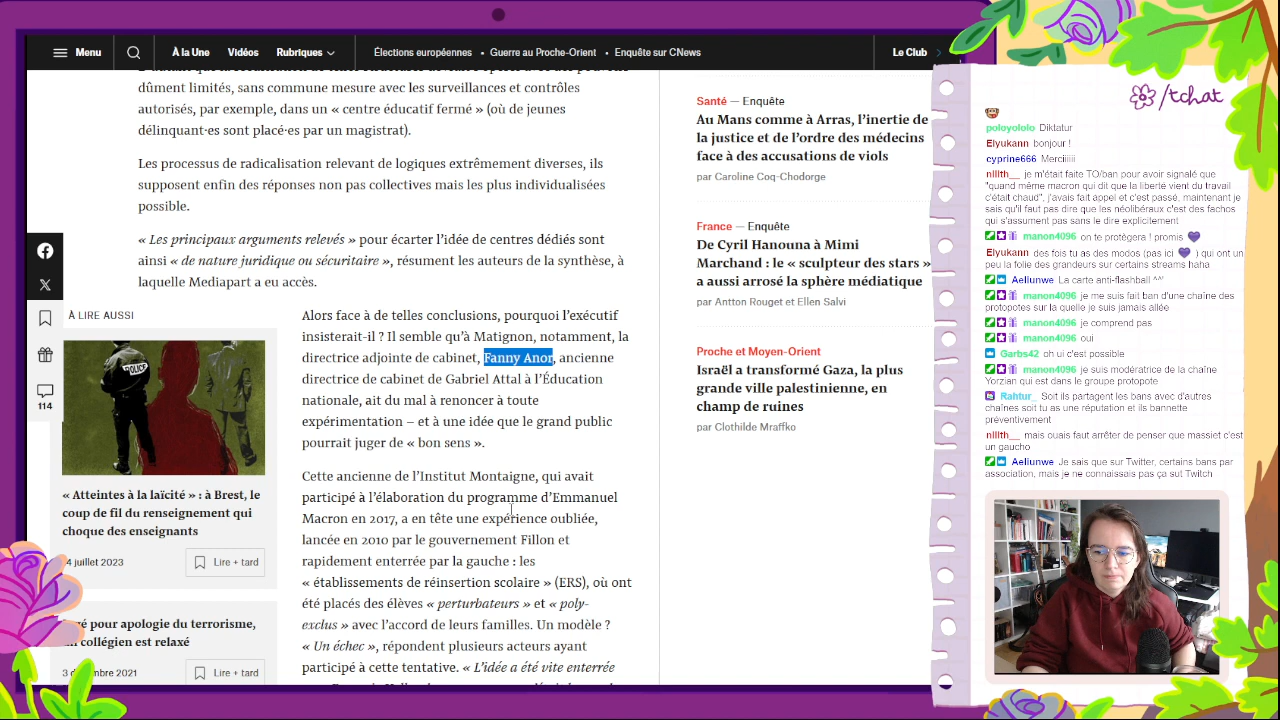 Menu
À la Une
Vidéos
Rubriques
Élections européennes
• Guerre au Proche-Orient
• Enquête sur CNews
Le Club
dûment limités, sans commune mesure avec les surveillances et contrôles
autorisés, par exemple, dans un « centre éducatif fermé » (où de jeunes
délinquant·es sont placé·es par un magistrat).
Les processus de radicalisation relevant de logiques extrêmement diverses, ils
supposent enfin des réponses non pas collectives mais les plus individualisées
possible.
« Les principaux arguments relevés » pour écarter l'idée de centres dédiés sont
ainsi « de nature juridique ou sécuritaire », résument les auteurs de la synthèse, à
laquelle Mediapart a eu accès.
114
À LIRE AUSSI
POLICE
« Atteintes à la laïcité » : à Brest, le
coup de fil du renseignement qui
choque des enseignants
4 juillet 2023
Lire + tard
pour apologie du terrorisme,
collégien est relaxé
2021
Lire + tard
Alors face à de telles conclusions, pourquoi l'exécutif
insisterait-il ? Il semble qu'à Matignon, notamment, la
directrice adjointe de cabinet, Fanny Anor, ancienne
directrice de cabinet de Gabriel Attal à l'Éducation
nationale, ait du mal à renoncer à toute
expérimentation – et à une idée que le grand public
pourrait juger de « bon sens ».
Cette ancienne de l'Institut Montaigne, qui avait
participé à l'élaboration du programme d'Emmanuel
Macron en 2017, a en tête une expérience oubliée,
lancée en 2010 par le gouvernement Fillon et
rapidement enterrée par la gauche : les
« établissements de réinsertion scolaire » (ERS), où ont
été placés des élèves « perturbateurs » et « poly-
exclus » avec l'accord de leurs familles. Un modèle ?
« Un échec », répondent plusieurs acteurs ayant
participé à cette tentative. « L'idée a été vite enterrée
Santé — Enquête
Au Mans comme à Arras, l'inertie de
la justice et de l'ordre des médecins
face à des accusations de viols
par Caroline Coq-Chodorge
France — Enquête
De Cyril Hanouna à Mimi
Marchand : le « sculpteur des stars »
a aussi arrosé la sphère médiatique
par Antton Rouget et Ellen Salvi
Proche et Moyen-Orient
Israël a transformé Gaza, la plus
grande ville palestinienne, en
champ de ruines
par Clothilde Mraffko
/tchat
poloyololo Diktatur
Elyukann bonjour !
cyprine666 Merciiiiii
nilith__ je m'était faite TO/ban pour avoir signalé que
"quand même macron qui dit que la liberté vient du travail
c'était chaud", j'avais fait appel et c'est passé, maintenant je
sais qu'il faut pas dire que les néolibéraux c'est des fachos
qui s'assument pas sans le dire explicitement
manon4096 on te protègera ! promis
Elyukann des fois tu as des modos (pas ici ) qui ont un
peu la folie des grandeurs sur certains streams haha
Aeliunwe La carte anti-flashball ^^
manon4096 je me suis fait ban d'une chaîne des
protopotes sur la quelle je suis jamais allée
manon4096 je comprend pas
manon4096 oui
Garbs42 oh ui c'est possible
manon4096 je suis modératrice de la chaîne
Yorzian qui est dans le groupe protopote
Rahtur_ Soit ils partagent les bans avec d'autres
chaînes soit tu as une réputation et ils bannette
préventivement
nilith__ mais ouais faut arrêter de penser que massiet c'est
un gaucho
Aeliunwe Je sais que sur Twitter, certains bans par
association, mais je ne connaissais pas ça sut Twitch